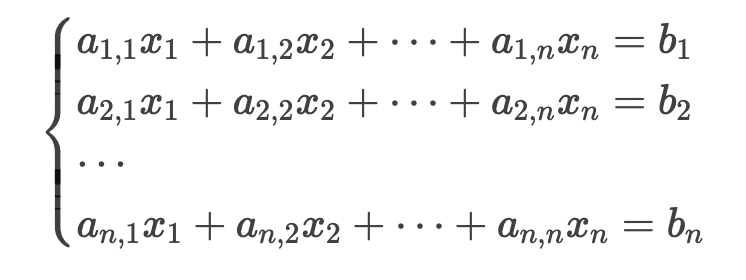 a_{1,1}x_1 + a_{1,2}x_2 + ⋯ + a_{1,n}x_n = b_1
a_{2,1}x_1 + a_{2,2}x_2 + ⋯ + a_{2,n}x_n = b_2
⋯
a_{n,1}x_1 + a_{n,2}x_2 + ⋯ + a_{n,n}x_n = b_n